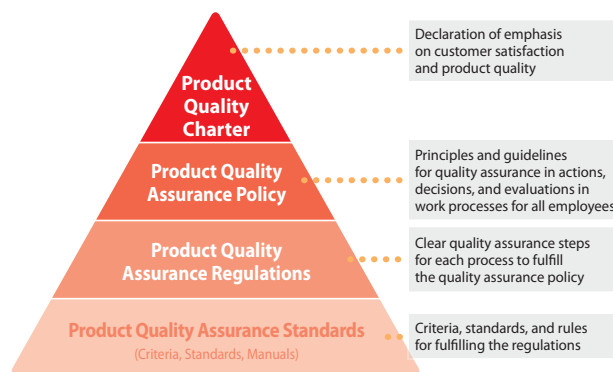 Product
Quality
Charter
Declaration of emphasis
on customer satisfaction
and product quality
Product Quality
Assurance Policy
Principles and guidelines
for quality assurance in actions,
decisions, and evaluations in
work processes for all employees
Product Quality
Assurance Regulations
Clear quality assurance steps
for each process to fulfill
the quality assurance policy
Product Quality Assurance Standards
(Criteria, Standards, Manuals)
Criteria, standards, and rules
for fulfilling the regulations